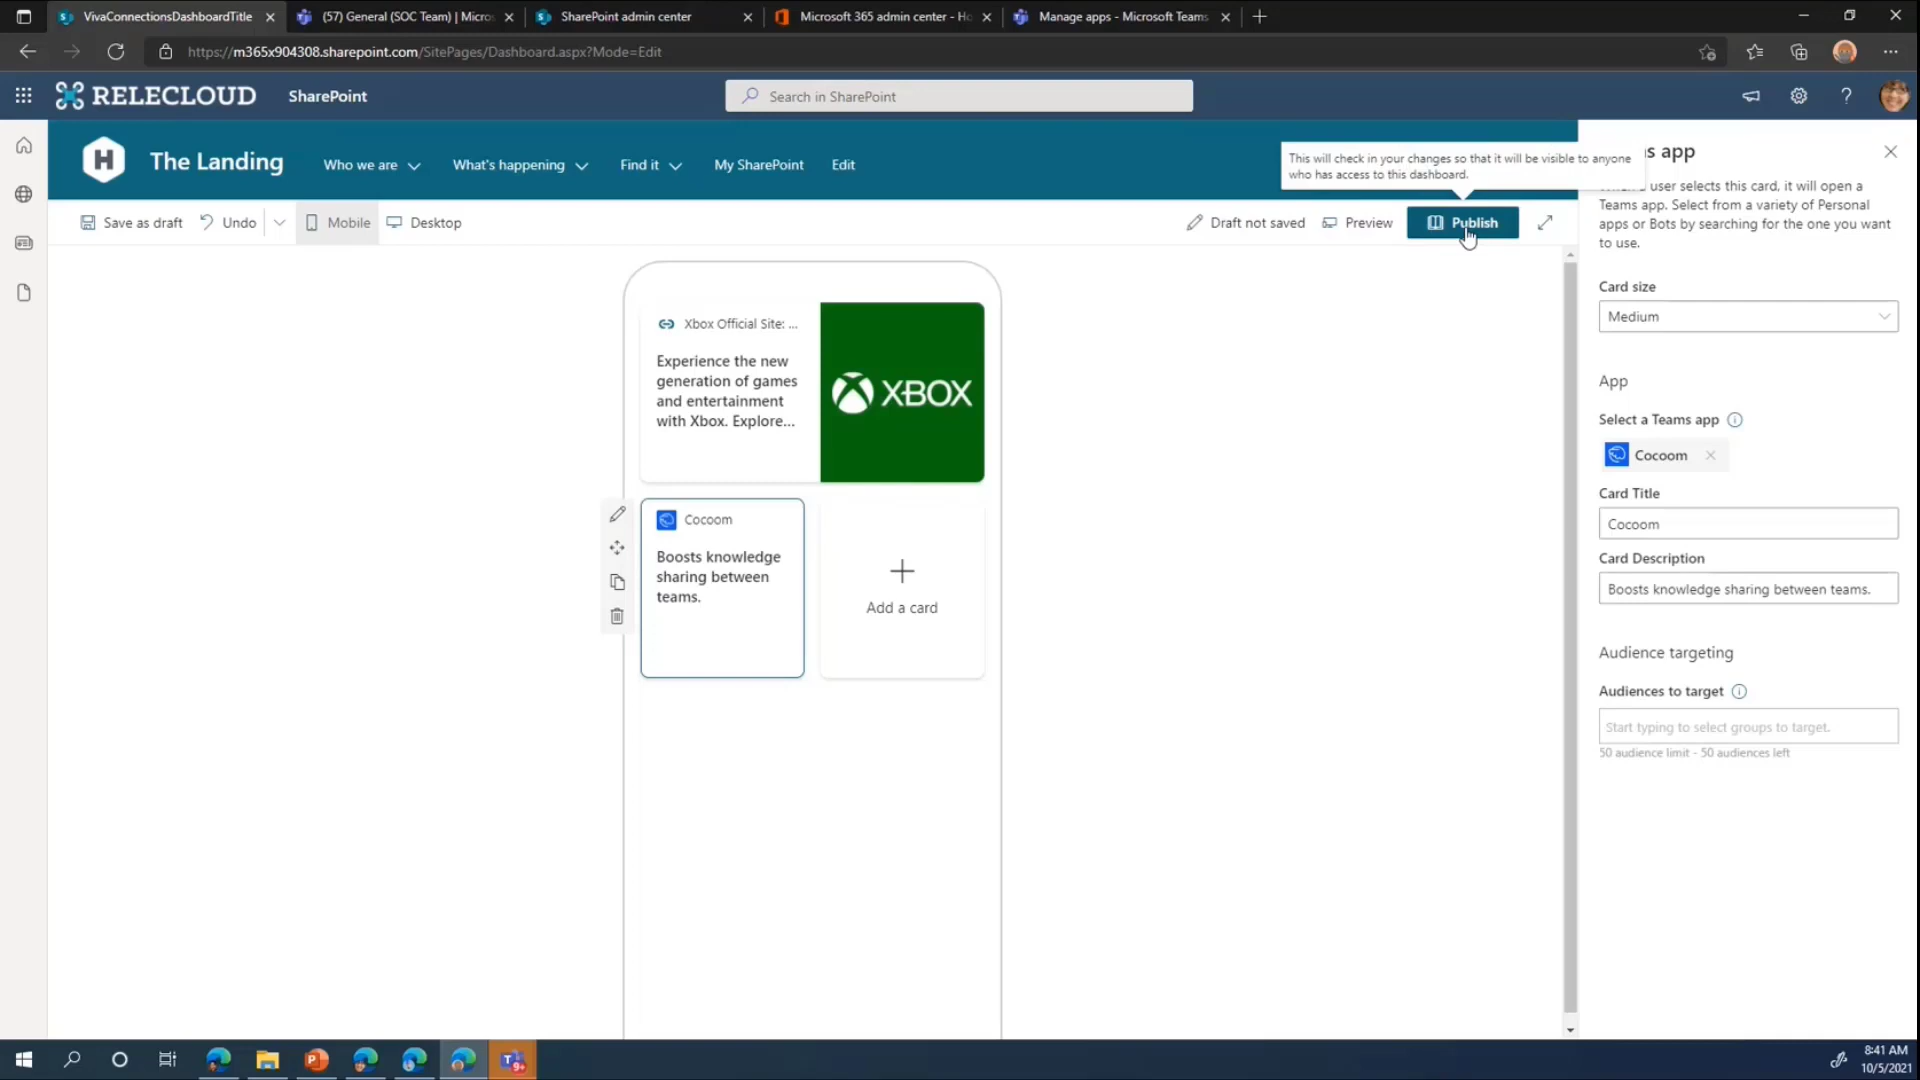 VivaConnectionsDashboardTitle
(57) General (SOC Team) | Micros
SharePoint admin center
Microsoft 365 admin center - Ho
Manage apps - Microsoft Teams
https://m365x904308.sharepoint.com/SitePages/Dashboard.aspx?Mode=Edit
RELECLOUD
SharePoint
Search in SharePoint
H
The Landing
Who we are
What's happening
Find it
My SharePoint
Edit
This will check in your changes so that it will be visible to anyone
who has access to this dashboard.
s app
user selects this card, it will open a
Teams app. Select from a variety of Personal
apps or Bots by searching for the one you want
to use.
Save as draft
Undo
Mobile
Desktop
Draft not saved
Preview
Publish
Xbox Official Site: ...
Experience the new
generation of games
and entertainment
with Xbox. Explore...
XBOX
Cocoom
Boosts knowledge
sharing between
teams.
Add a card
Card size
Medium
App
Select a Teams app
Cocoom
Card Title
Cocoom
Card Description
Boosts knowledge sharing between teams.
Audience targeting
Audiences to target
Start typing to select groups to target.
50 audience limit - 50 audiences left
9+
8:41 AM
10/5/2021